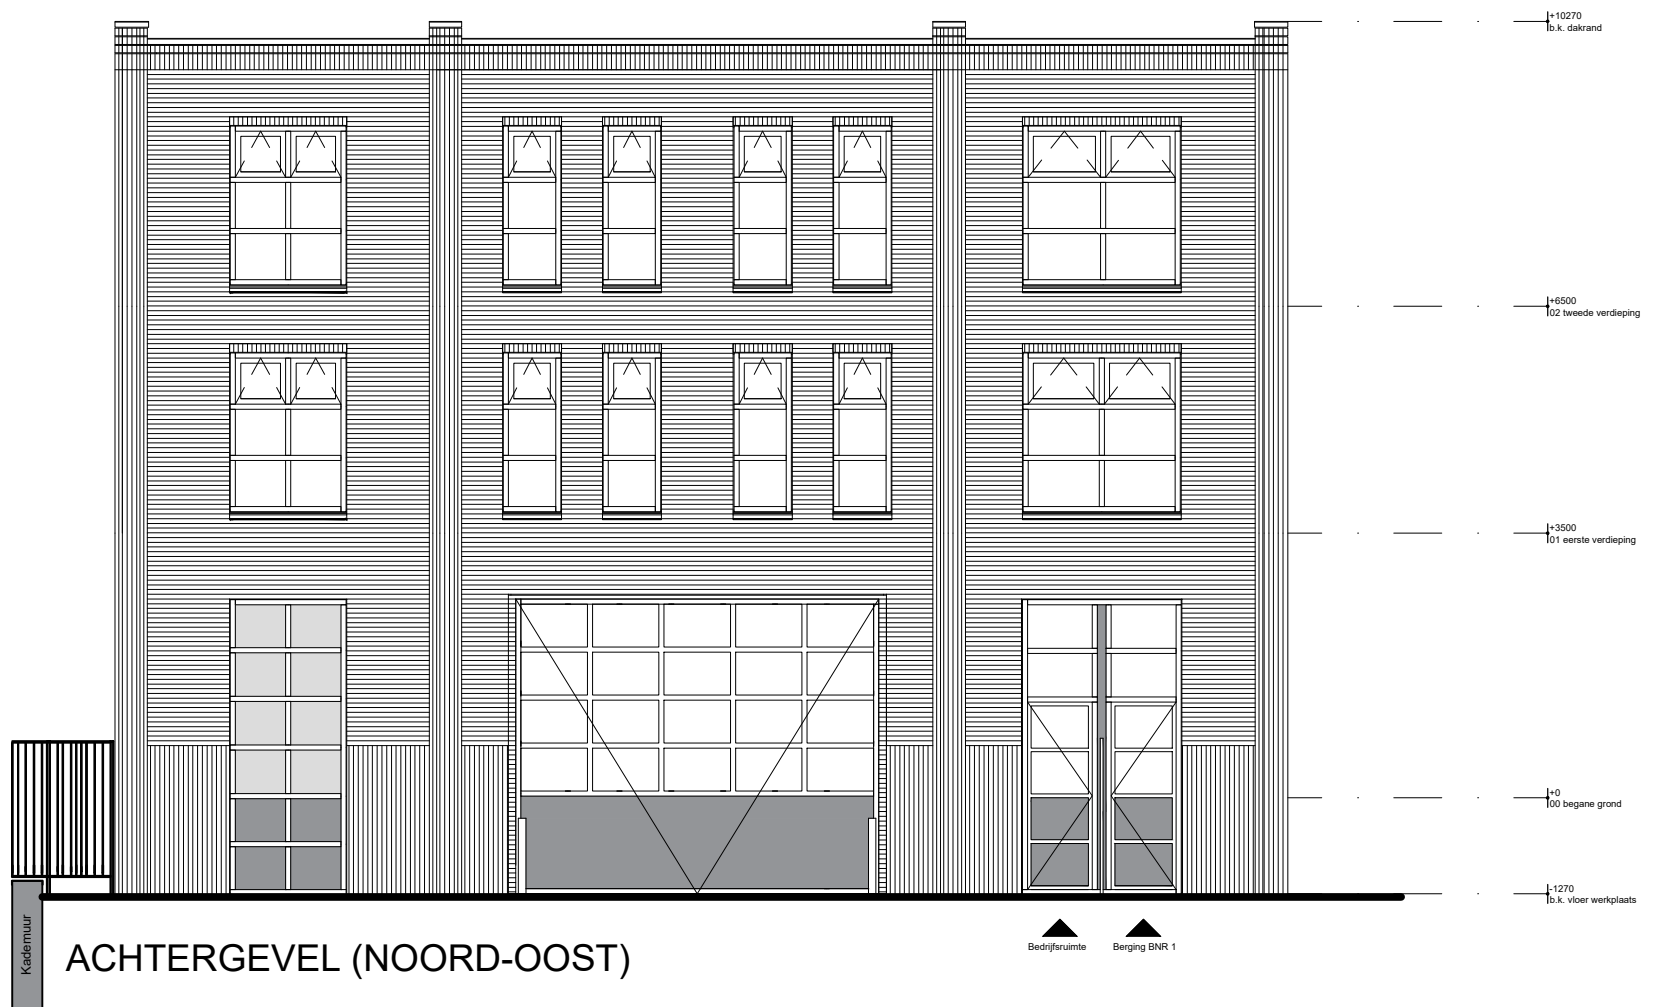 +10270
b.k. dakrand
+6500
02 tweede verdieping
+3500
01 eerste verdieping
+0
00 begane grond
-1270
b.k. vloer werkplaats
Bedrijfsruimte
Berging BNR 1
Kademuur
ACHTERGEVEL (NOORD-OOST)